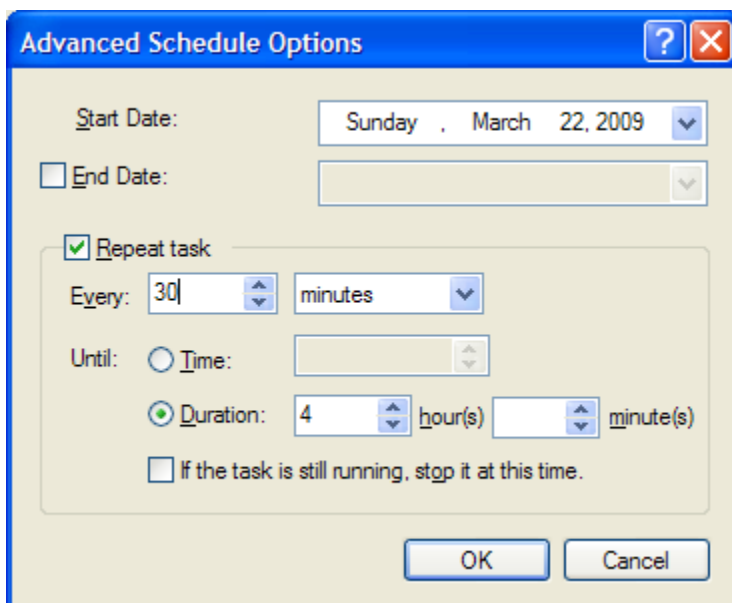 Advanced Schedule Options
Start Date: Sunday , March 22, 2009
End Date:
Repeat task
Every: 30 minutes
Until: Time:
Duration: 4 hour(s) minute(s)
If the task is still running, stop it at this time.
OK Cancel